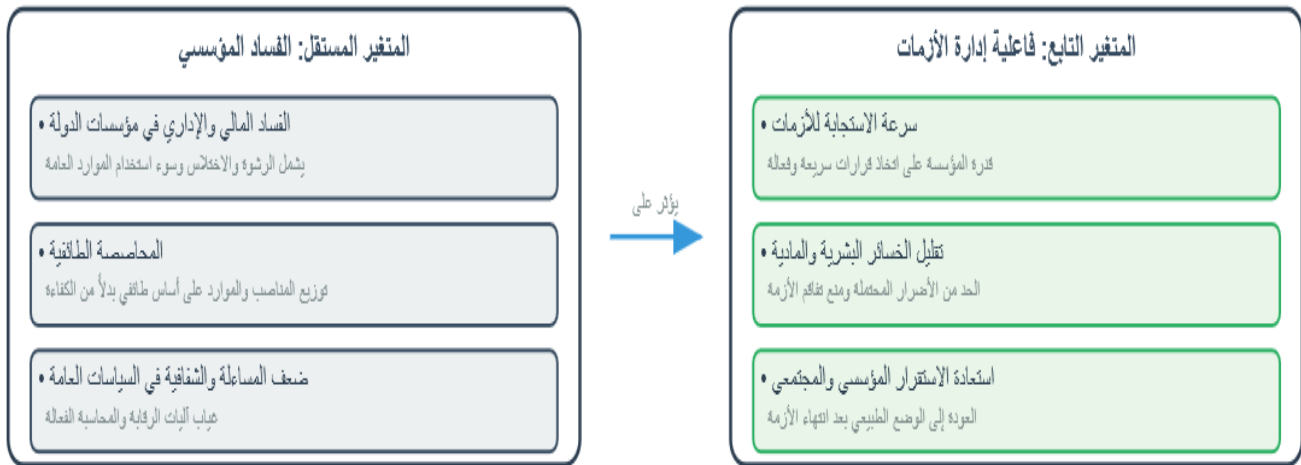 المتغير المستقل: الفساد المؤسسي
• الفساد المالي والإداري في مؤسسات الدولة
يشمل الرشوة والاختلاس وسوء استخدام الموارد العامة
• المحاصصة الطائفية
توزيع المناصب والموارد على أساس طائفي بدلاً من الكفاءة
• ضعف المساءلة والشفافية في السياسات العامة
غياب آليات الرقابة والمحاسبة الفعالة
يؤثر على
المتغير التابع: فاعلية إدارة الأزمات
• سرعة الاستجابة للأزمات
قدرة المؤسسة على اتخاذ قرارات سريعة وفعالة
• تقليل الخسائر البشرية والمادية
الحد من الأضرار المحتملة ومنع تفاقم الأزمة
• استعادة الاستقرار المؤسسي والمجتمعي
العودة إلى الوضع الطبيعي بعد انتهاء الأزمة